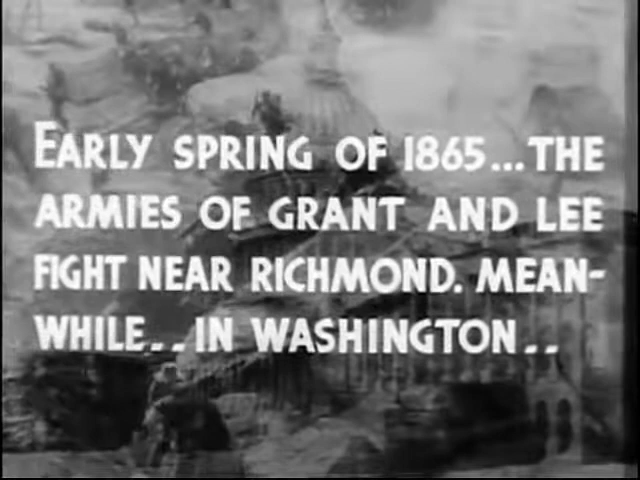 EARLY SPRING OF 1865...THE
ARMIES OF GRANT AND LEE
FIGHT NEAR RICHMOND. MEAN-
WHILE.. IN WASHINGTON..